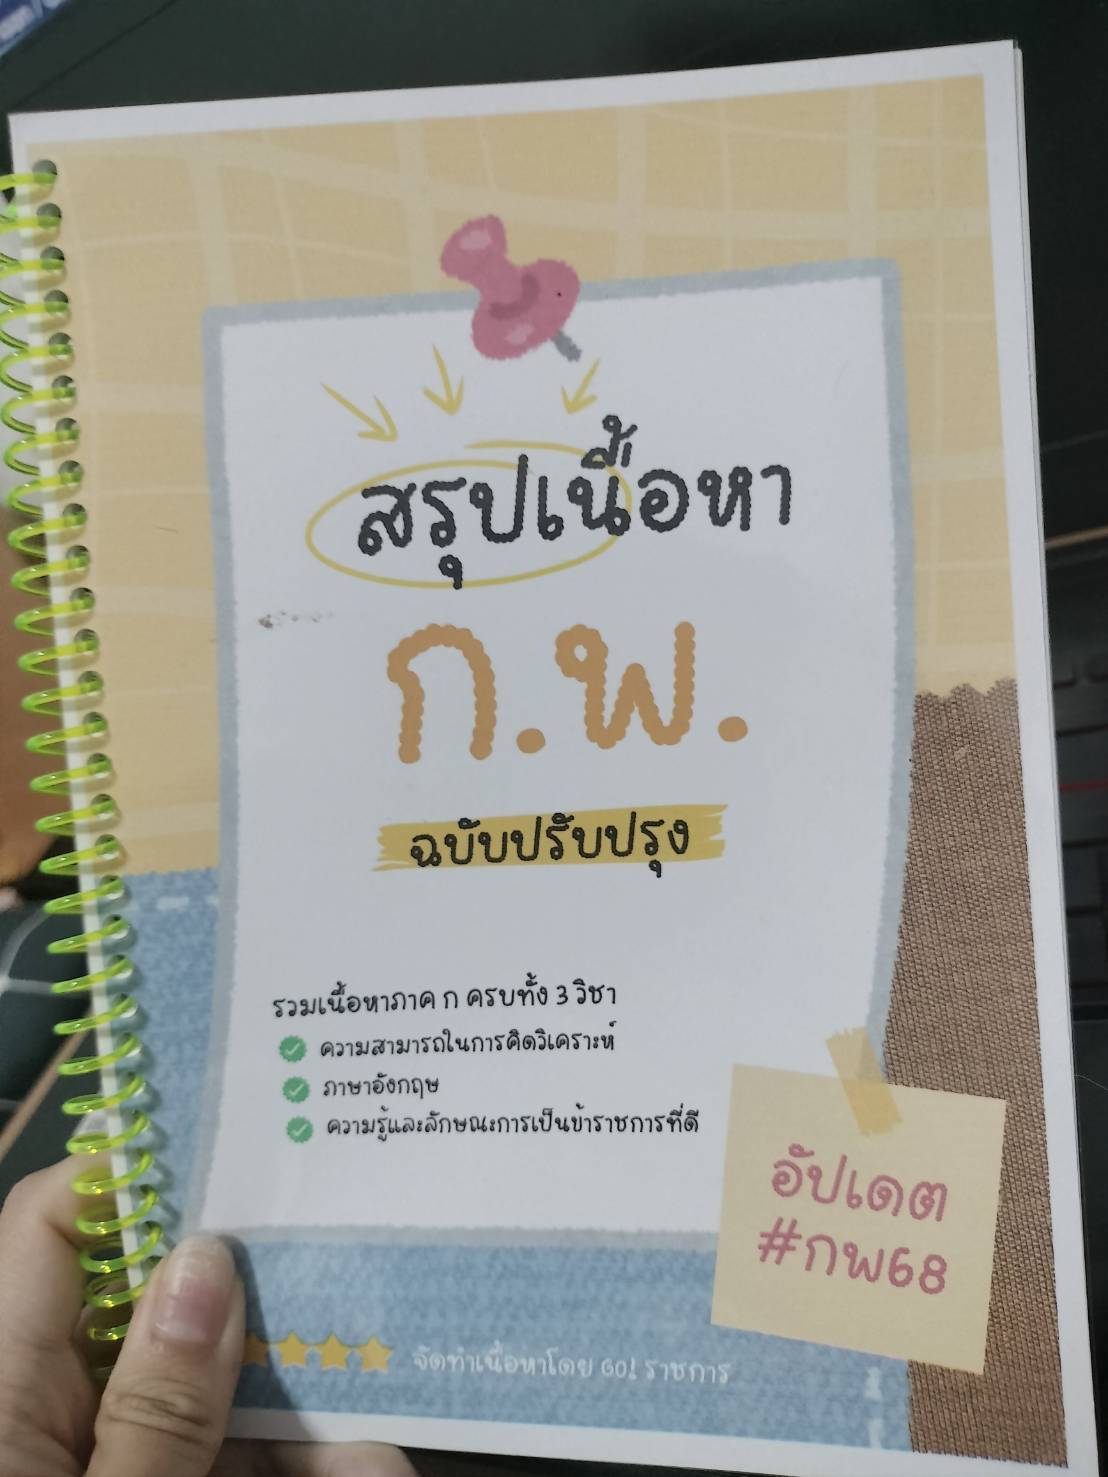 สรุปเนื้อหา
ก.พ.
ฉบับปรับปรุง
รวมเนื้อหาภาค ก ครบทั้ง 3 วิชา
ความสามารถในการคิดวิเคราะห์
ภาษาอังกฤษ
ความรู้และลักษณะการเป็นข้าราชการที่ดี
อัปเดต
#กพ68
จัดทำเนื้อหาโดย GO! ราชการ